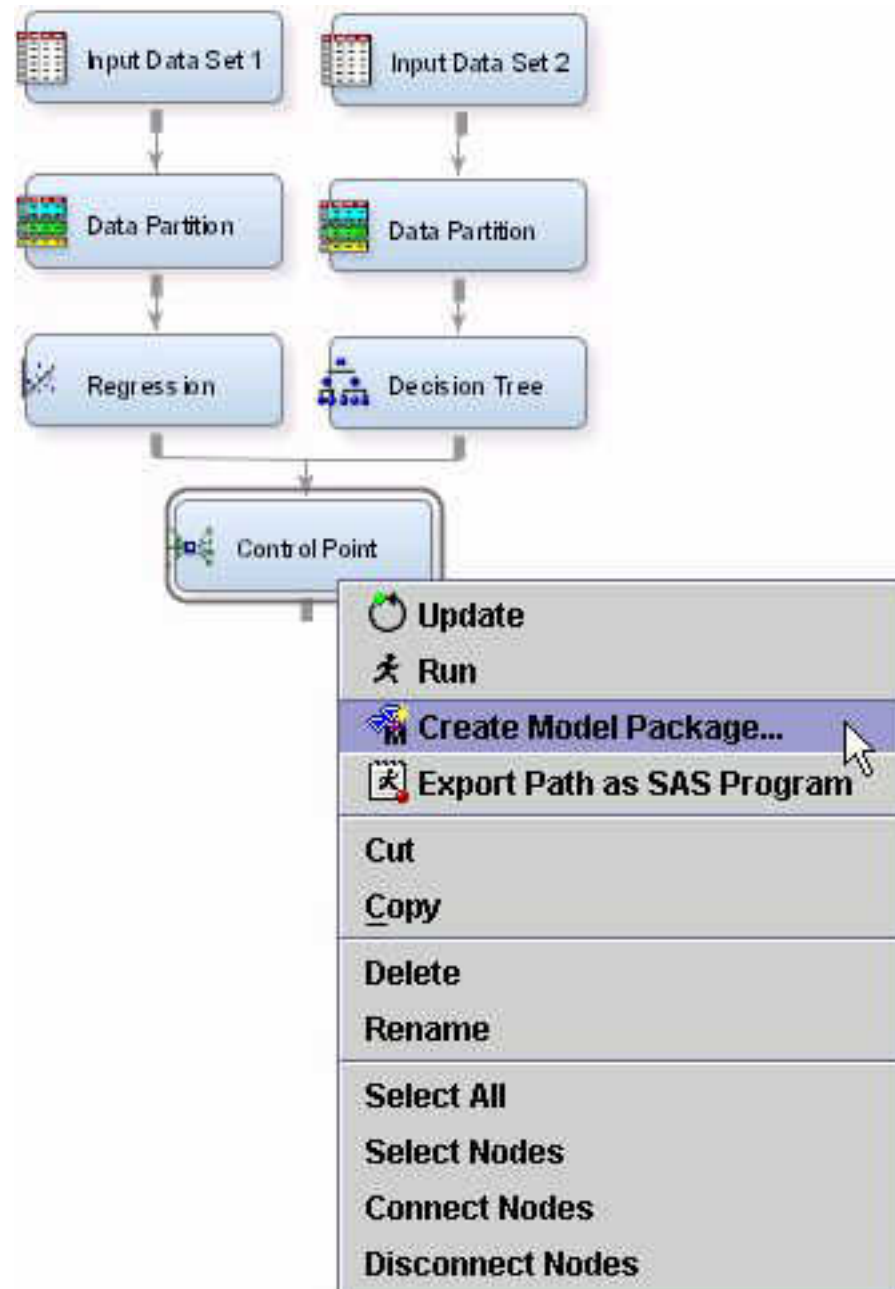 Input Data Set 1
Input Data Set 2
Data Partition
Data Partition
Regression
Decision Tree
Control Point
Update
Run
Create Model Package...
Export Path as SAS Program
Cut
Copy
Delete
Rename
Select All
Select Nodes
Connect Nodes
Disconnect Nodes